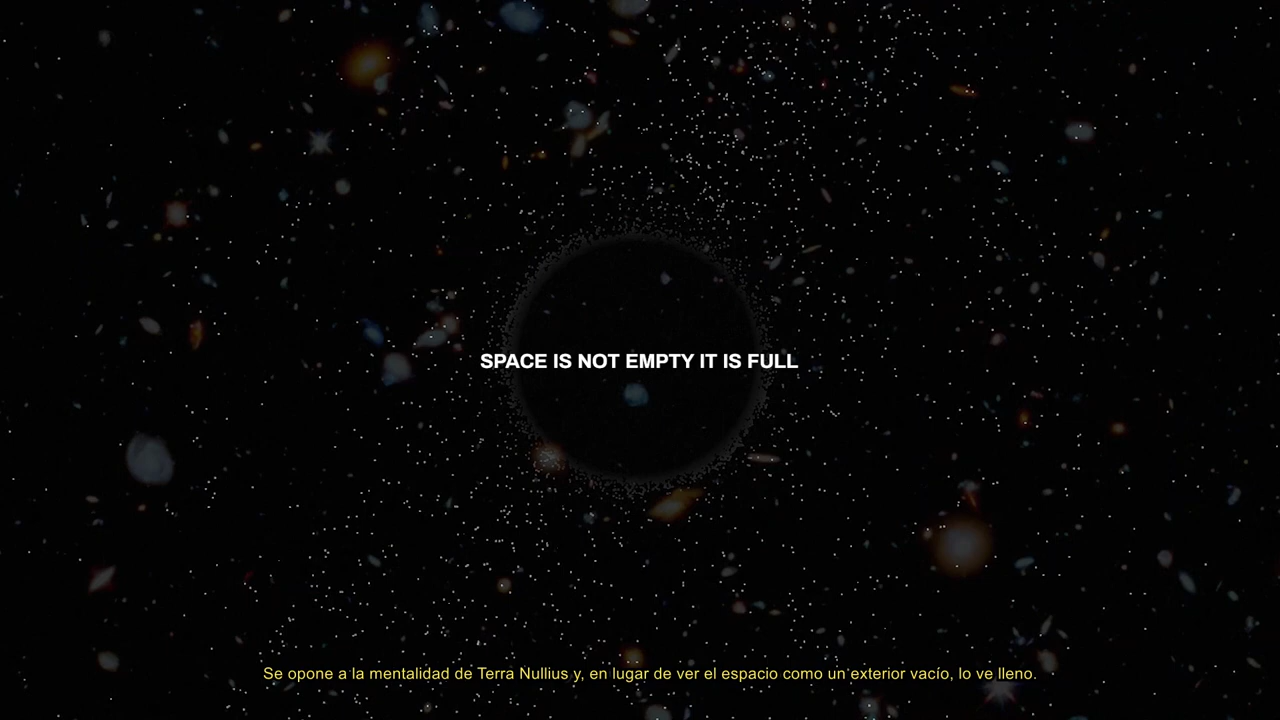 SPACE IS NOT EMPTY IT IS FULL
Se opone a la mentalidad de Terra Nullius y, en lugar de ver el espacio como un exterior vacío, lo ve lleno.